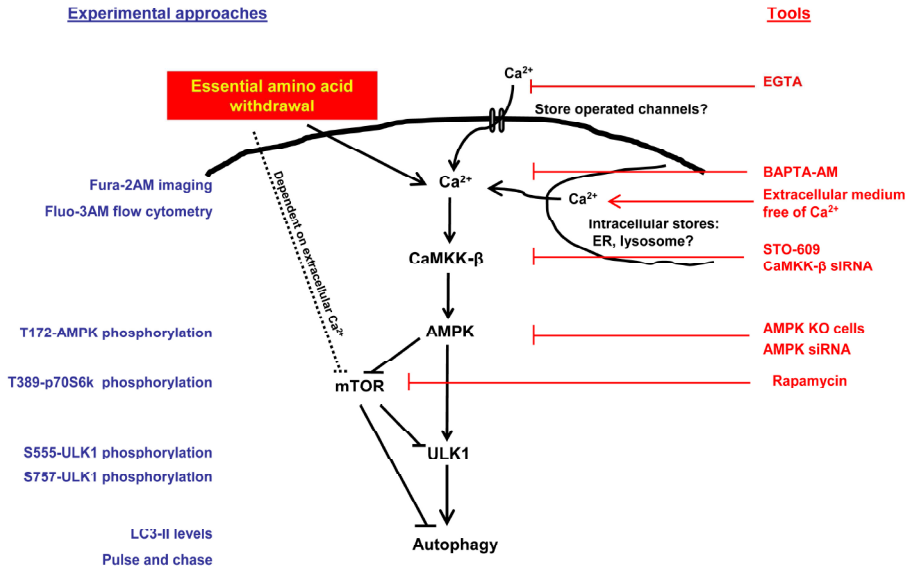 Experimental approaches
Tools
Essential amino acid
withdrawal
Ca²⁺
EGTA
Store operated channels?
Dependent on extracellular Ca²⁺
Fura-2AM imaging
Fluo-3AM flow cytometry
Ca²⁺
Ca²⁺
BAPTA-AM
Extracellular medium
free of Ca²⁺
Intracellular stores:
ER, lysosome?
CaMKK-β
STO-609
CaMKK-β siRNA
T172-AMPK phosphorylation
AMPK
AMPK KO cells
AMPK siRNA
T389-p70S6k phosphorylation
mTOR
Rapamycin
S555-ULK1 phosphorylation
S757-ULK1 phosphorylation
ULK1
LC3-II levels
Pulse and chase
Autophagy